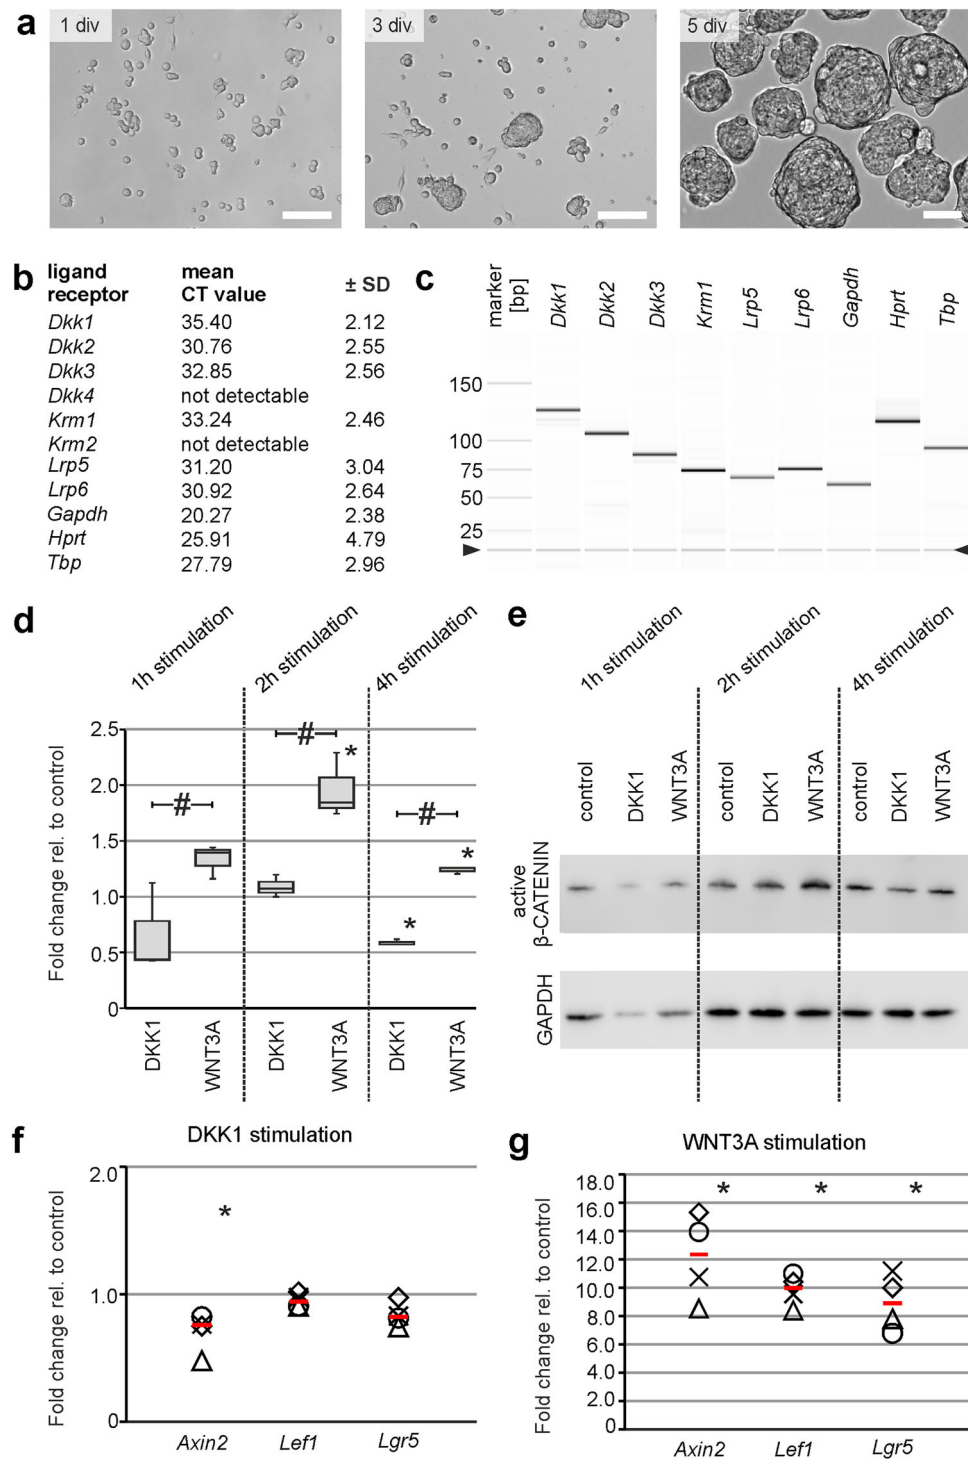 a
1 div
3 div
5 div
b
ligand receptor mean CT value ± SD
Dkk1 35.40 2.12
Dkk2 30.76 2.55
Dkk3 32.85 2.56
Dkk4 not detectable
Krm1 33.24 2.46
Krm2 not detectable
Lrp5 31.20 3.04
Lrp6 30.92 2.64
Gapdh 20.27 2.38
Hprt 25.91 4.79
Tbp 27.79 2.96
c
marker [bp] Dkk1 Dkk2 Dkk3 Krm1 Lrp5 Lrp6 Gapdh Hprt Tbp
150
100
75
50
25
d
1h stimulation 2h stimulation 4h stimulation
Fold change rel. to control
2.5
2.0
1.5
1.0
0.5
0
# # * # * *
DKK1 WNT3A DKK1 WNT3A DKK1 WNT3A
e
1h stimulation 2h stimulation 4h stimulation
control DKK1 WNT3A control DKK1 WNT3A control DKK1 WNT3A
active
β-CATENIN
GAPDH
f
DKK1 stimulation
Fold change rel. to control
2.0
1.0
0
*
Axin2 Lef1 Lgr5
g
WNT3A stimulation
Fold change rel. to control
18.0
16.0
14.0
12.0
10.0
8.0
6.0
4.0
2.0
0
* * *
Axin2 Lef1 Lgr5